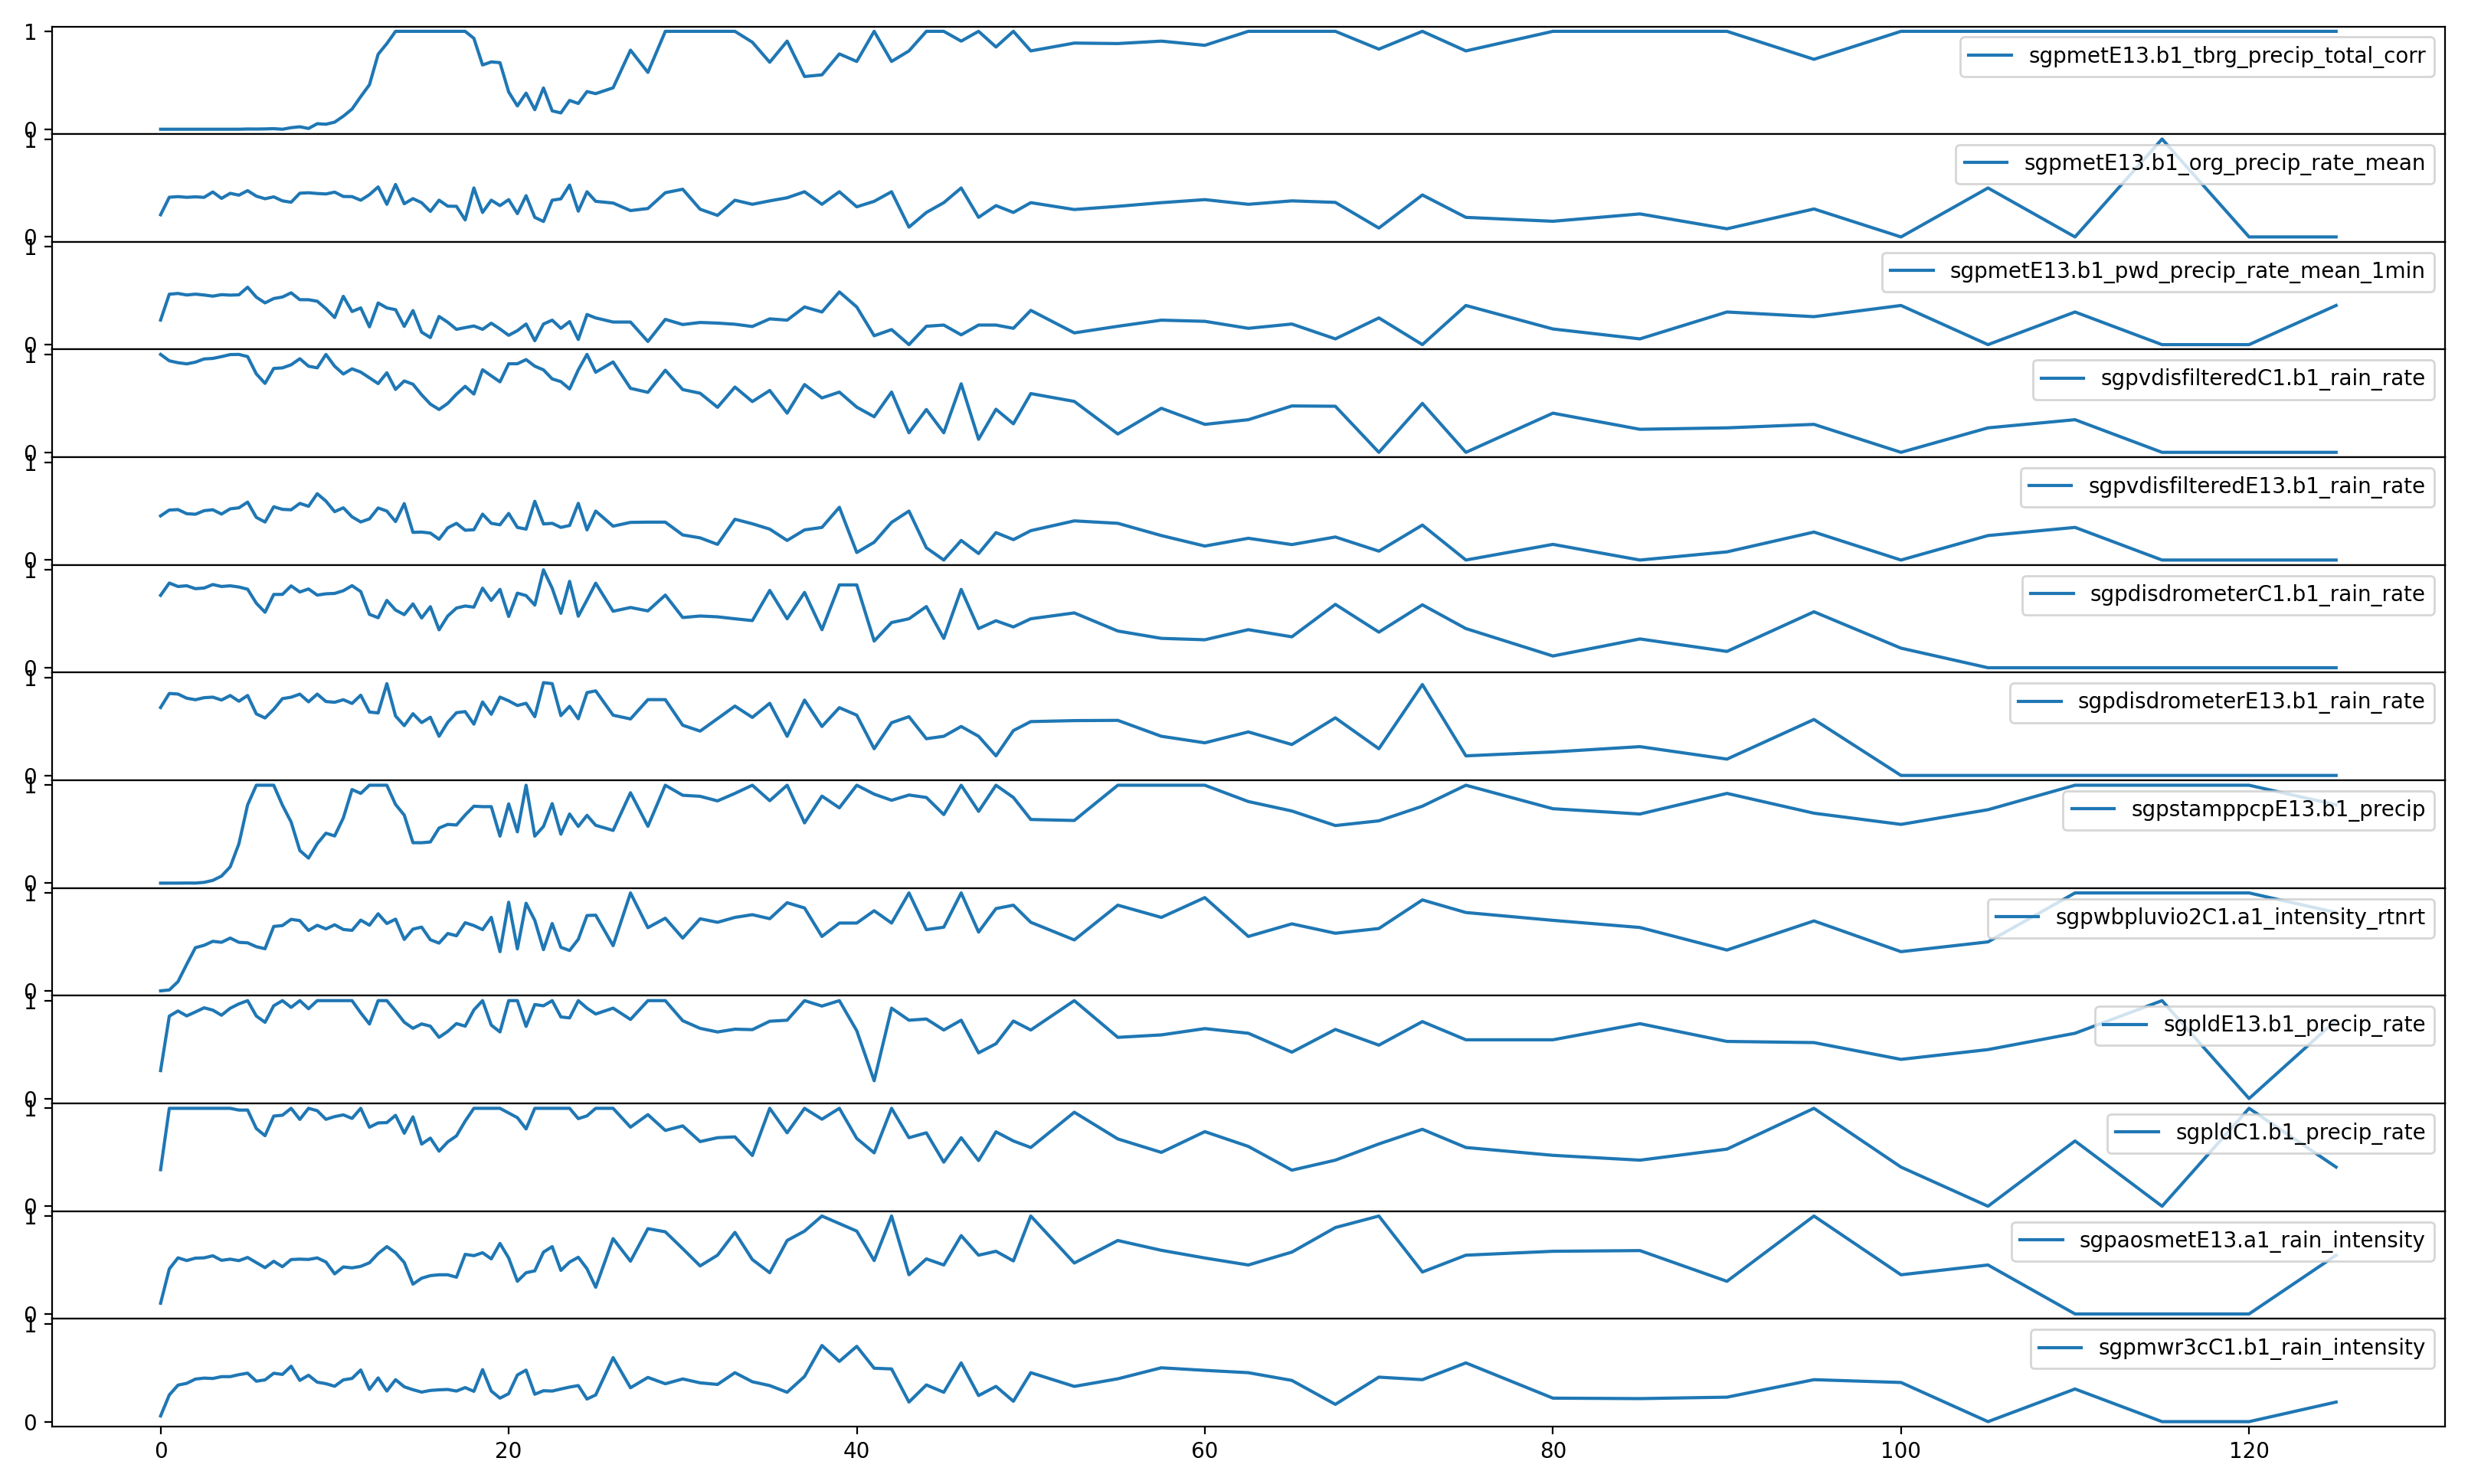 1
sgpmetE13.b1_tbrg_precip_total_corr
0
1
sgpmetE13.b1_org_precip_rate_mean
0
1
sgpmetE13.b1_pwd_precip_rate_mean_1min
0
1
sgpvdisfilteredC1.b1_rain_rate
0
1
sgpvdisfilteredE13.b1_rain_rate
0
1
sgpdisdrometerC1.b1_rain_rate
0
1
sgpdisdrometerE13.b1_rain_rate
0
1
sgpstamppcpE13.b1_precip
0
1
sgpwbpluvio2C1.a1_intensity_rtnrt
0
1
sgpldE13.b1_precip_rate
0
1
sgpldC1.b1_precip_rate
0
1
sgpaosmetE13.a1_rain_intensity
0
1
sgpmwr3cC1.b1_rain_intensity
0
0 20 40 60 80 100 120